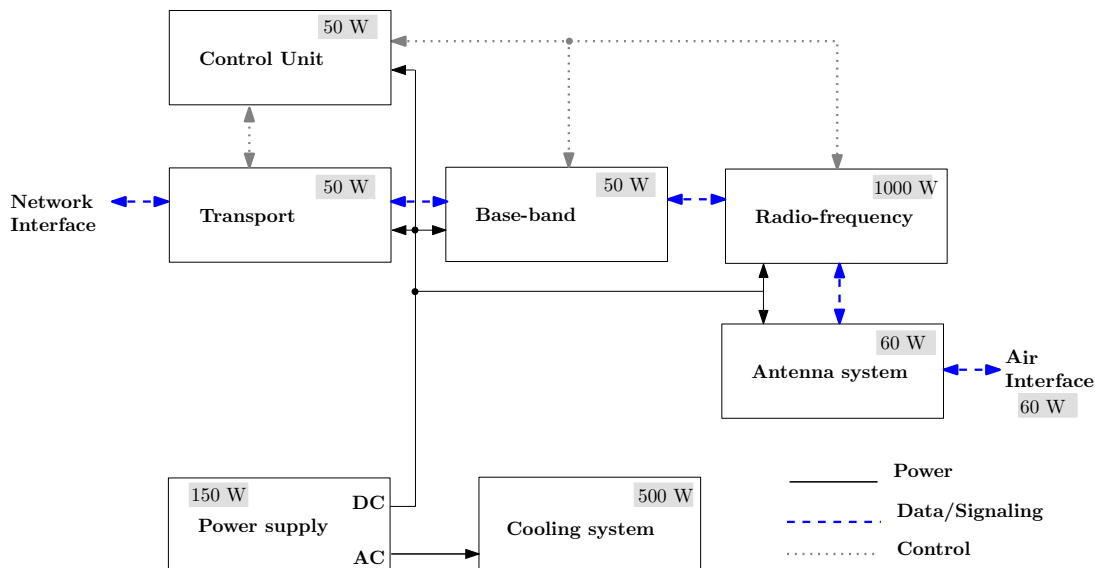 50 W
Control Unit
50 W
Transport
50 W
Base-band
1000 W
Radio-frequency
Network
Interface
60 W
Antenna system
Air
Interface
60 W
150 W
DC
Power supply
AC
500 W
Cooling system
Power
Data/Signaling
Control